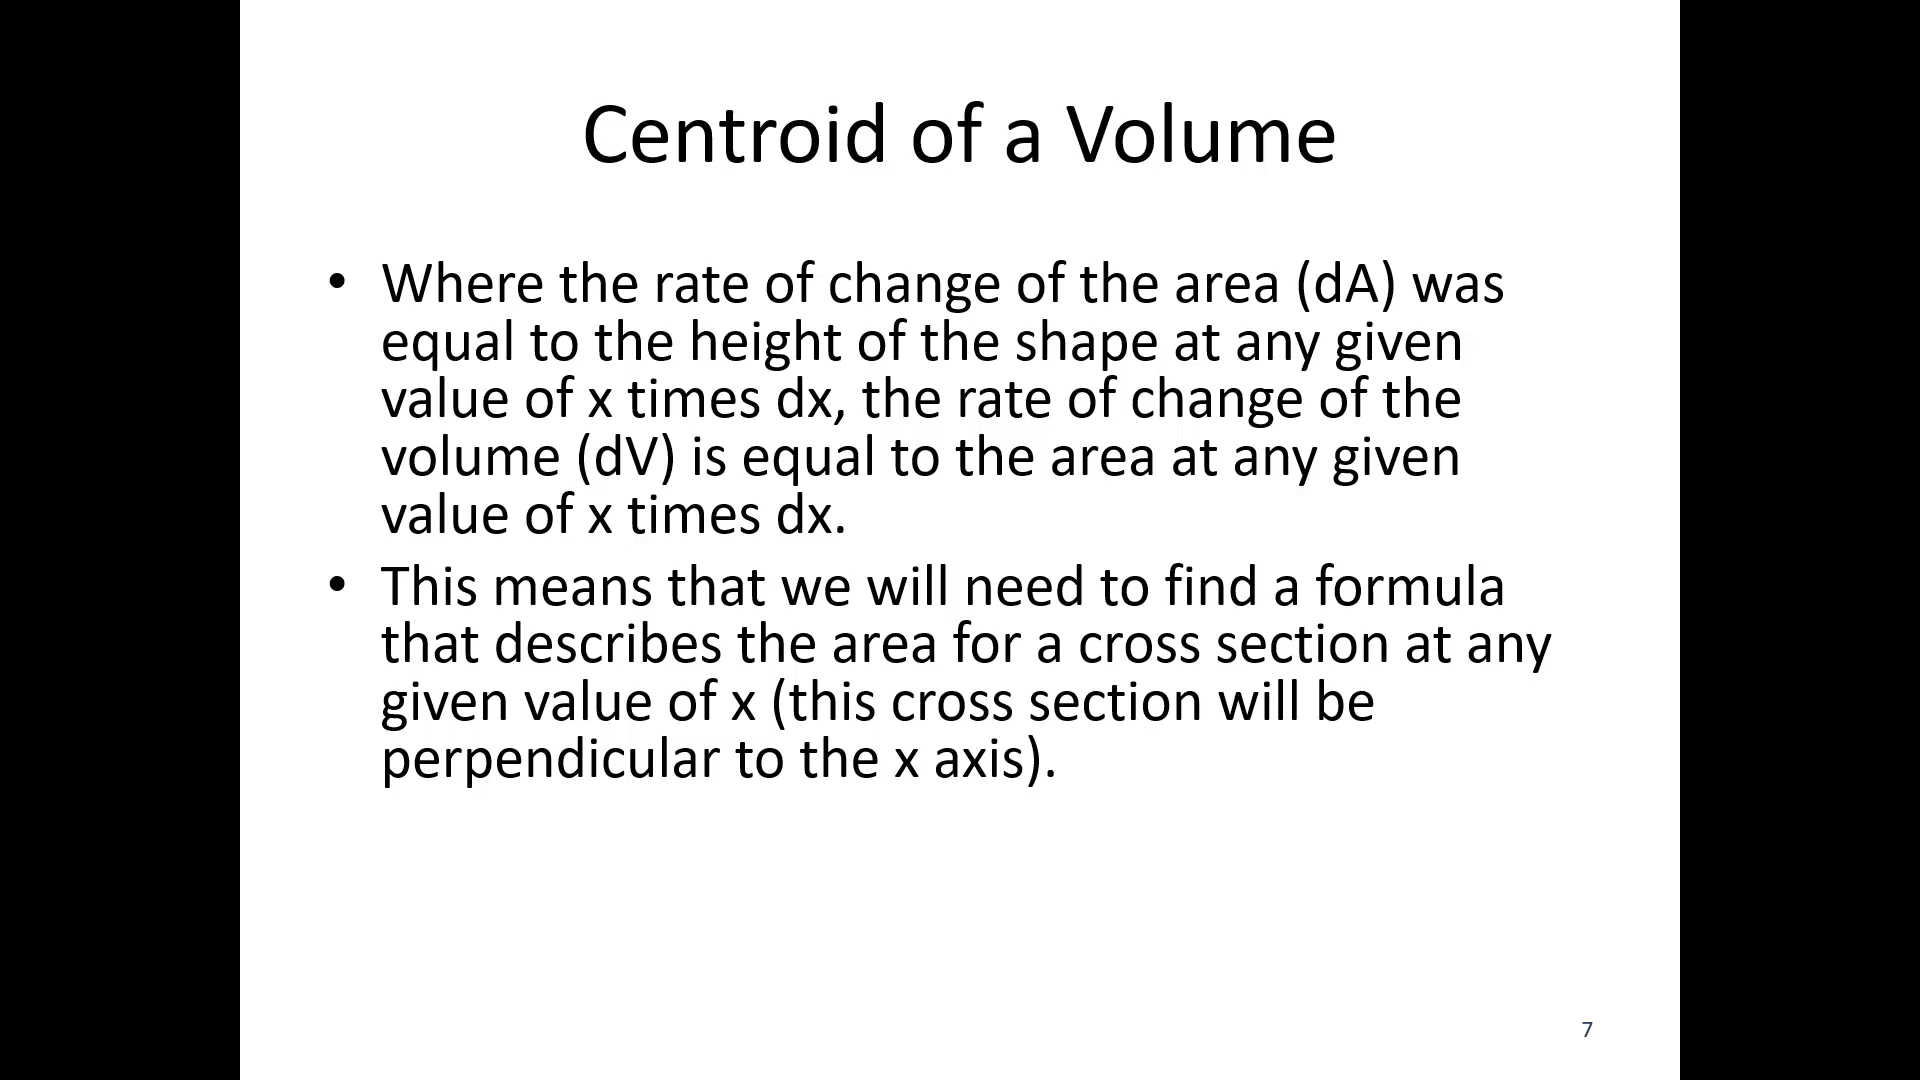 Centroid of a Volume
• Where the rate of change of the area (dA) was
equal to the height of the shape at any given
value of x times dx, the rate of change of the
volume (dV) is equal to the area at any given
value of x times dx.
• This means that we will need to find a formula
that describes the area for a cross section at any
given value of x (this cross section will be
perpendicular to the x axis).
7